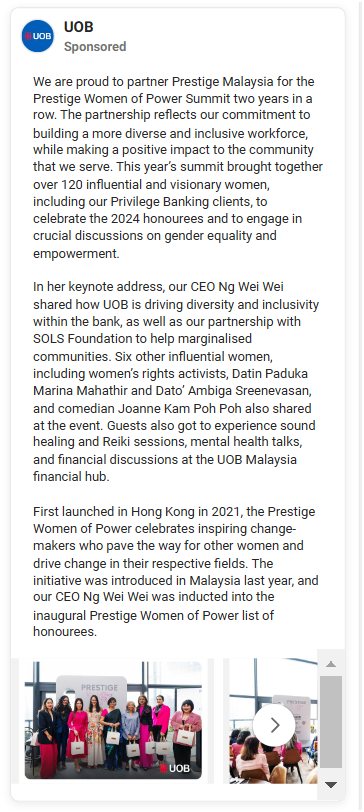 UOB
UOB
Sponsored
We are proud to partner Prestige Malaysia for the
Prestige Women of Power Summit two years in a
row. The partnership reflects our commitment to
building a more diverse and inclusive workforce,
while making a positive impact to the community
that we serve. This year’s summit brought together
over 120 influential and visionary women,
including our Privilege Banking clients, to
celebrate the 2024 honourees and to engage in
crucial discussions on gender equality and
empowerment.
In her keynote address, our CEO Ng Wei Wei
shared how UOB is driving diversity and inclusivity
within the bank, as well as our partnership with
SOLS Foundation to help marginalised
communities. Six other influential women,
including women’s rights activists, Datin Paduka
Marina Mahathir and Dato’ Ambiga Sreenevasan,
and comedian Joanne Kam Poh Poh also shared
at the event. Guests also got to experience sound
healing and Reiki sessions, mental health talks,
and financial discussions at the UOB Malaysia
financial hub.
First launched in Hong Kong in 2021, the Prestige
Women of Power celebrates inspiring change-
makers who pave the way for other women and
drive change in their respective fields. The
initiative was introduced in Malaysia last year, and
our CEO Ng Wei Wei was inducted into the
inaugural Prestige Women of Power list of
honourees.
PRESTIGE
UOB